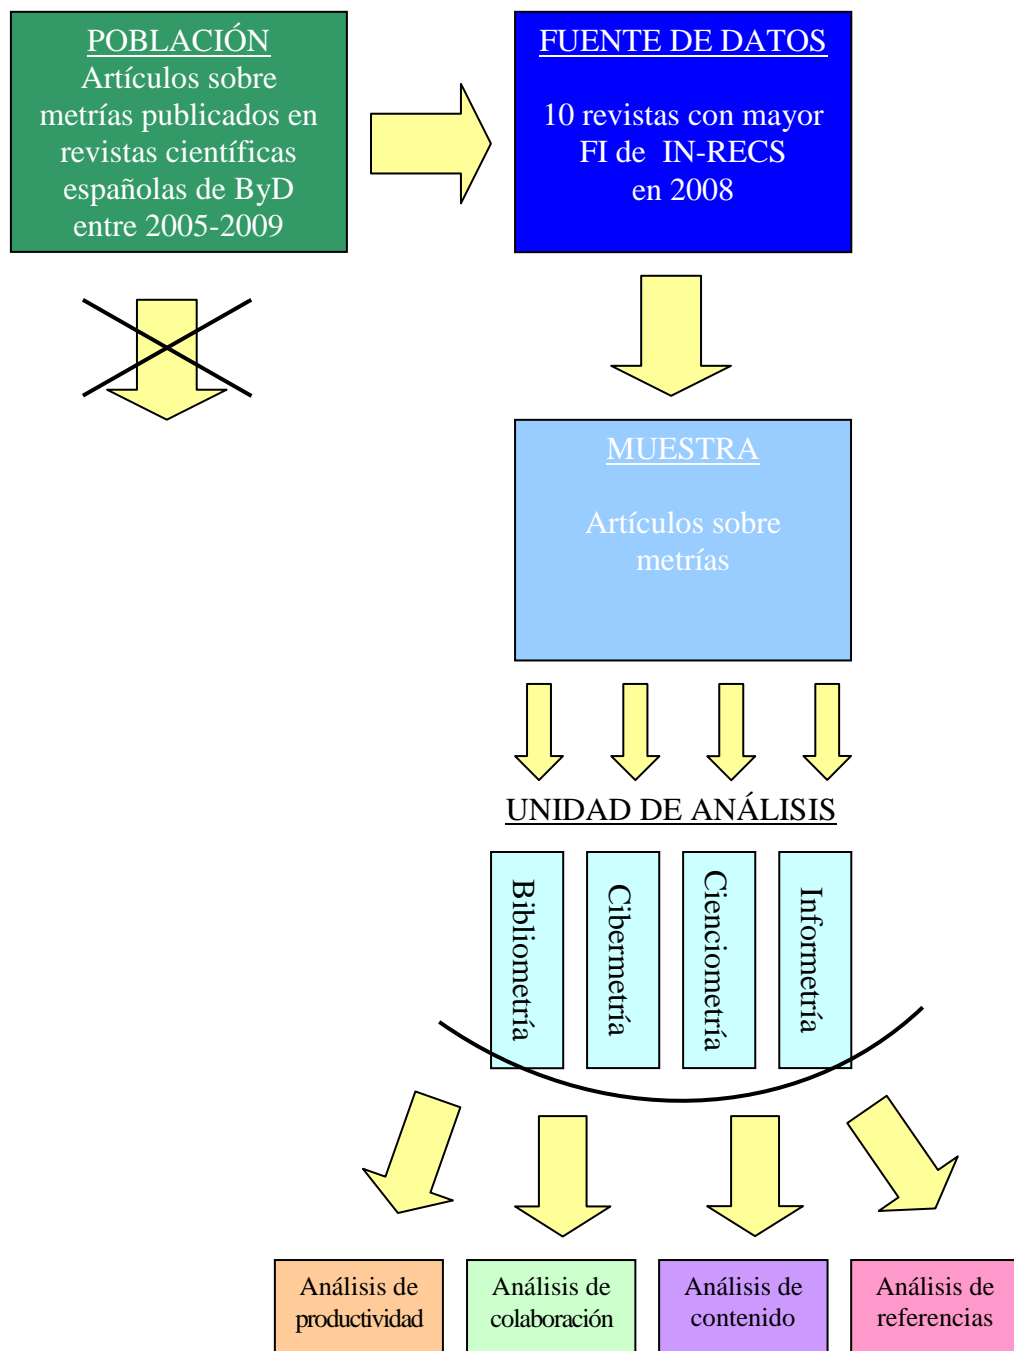 POBLACIÓN
Artículos sobre
metrías publicados en
revistas científicas
españolas de ByD
entre 2005-2009
FUENTE DE DATOS
10 revistas con mayor
FI de IN-RECS
en 2008
MUESTRA
Artículos sobre
metrías
UNIDAD DE ANÁLISIS
Bibliometría
Cibermetría
Cienciometría
Informetría
Análisis de
productividad
Análisis de
colaboración
Análisis de
contenido
Análisis de
referencias